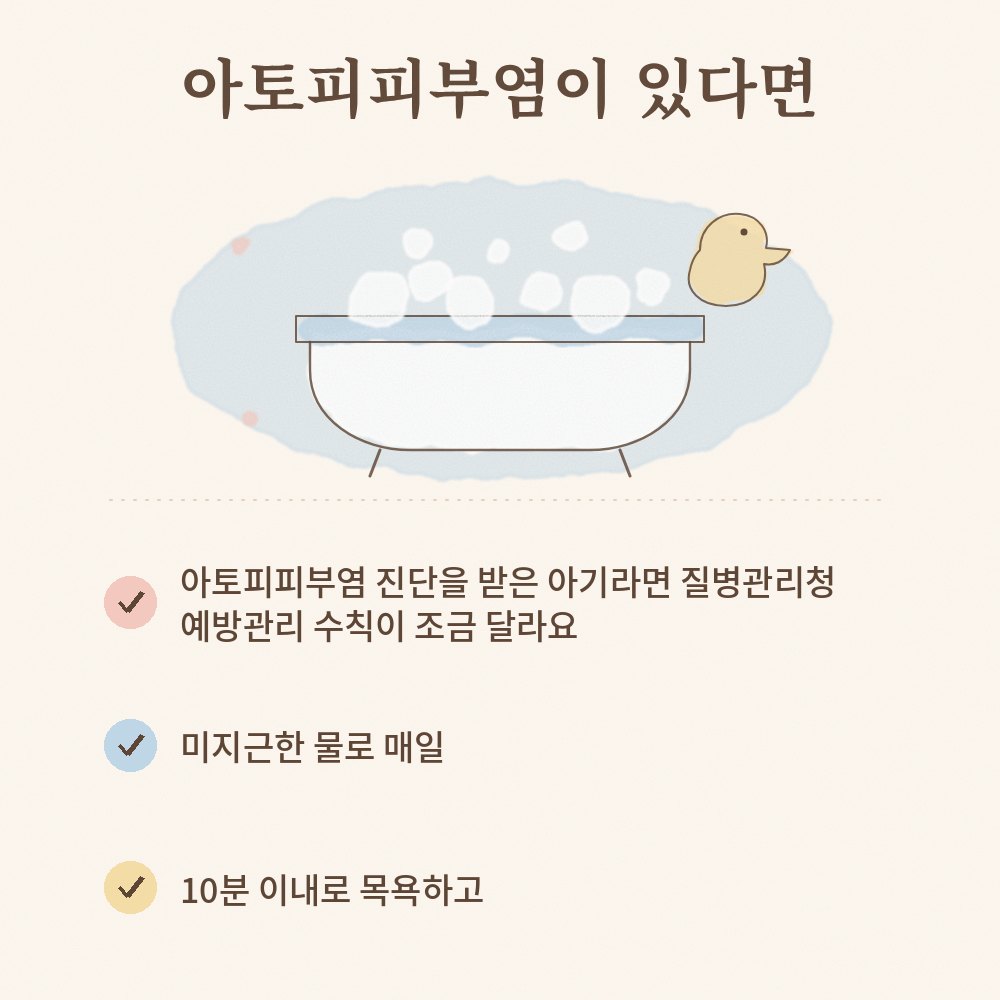 아토피피부염이 있다면
아토피피부염 진단을 받은 아기라면 질병관리청
예방관리 수칙이 조금 달라요
미지근한 물로 매일
10분 이내로 목욕하고